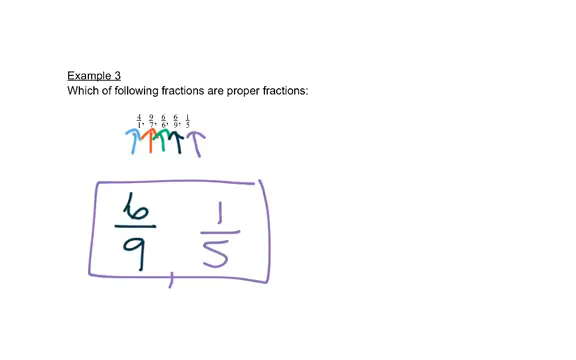 Example 3
Which of following fractions are proper fractions:
4/1, 9/7, 6/6, 6/9, 1/5
6/9 , 1/5